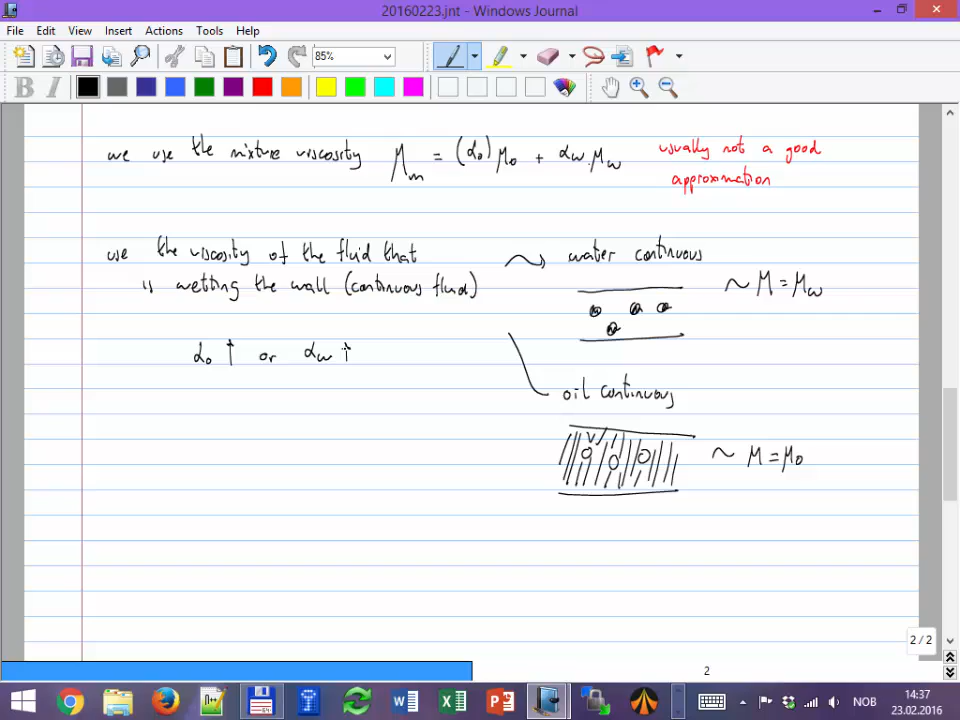 20160223.jnt - Windows Journal
File Edit View Insert Actions Tools Help
85%
B I
we use the mixture viscosity μm = (αo)μo + αw.μw
usually not a good
approximation
use the viscosity of the fluid that
is wetting the wall (continuous fluid)
water continuous
~ μ = μw
αo ↑ or αw ↑
oil continuous
~ μ = μo
2 / 2
2
NOB
14:37
23.02.2016